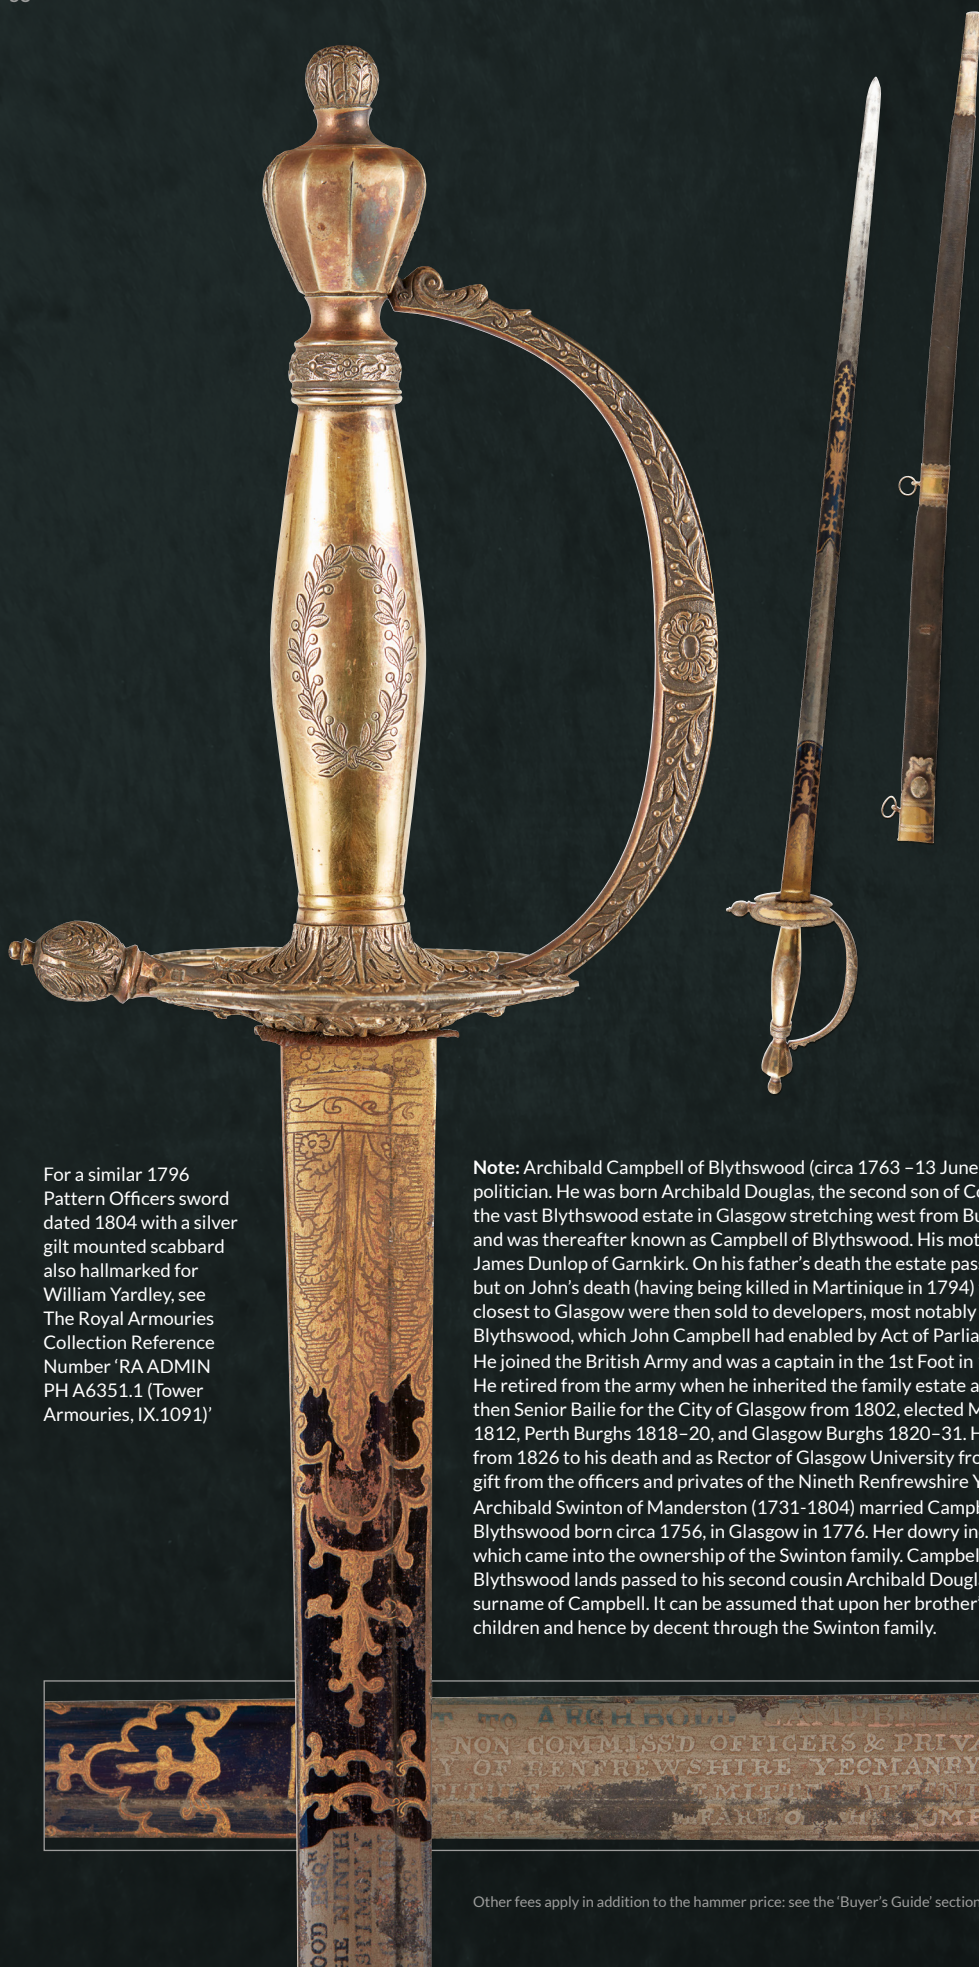 For a similar 1796
Pattern Officers sword
dated 1804 with a silver
gilt mounted scabbard
also hallmarked for
William Yardley, see
The Royal Armouries
Collection Reference
Number ‘RA ADMIN
PH A6351.1 (Tower
Armouries, IX.1091)’
Note: Archibald Campbell of Blythswood (circa 1763 –13 June
politician. He was born Archibald Douglas, the second son of
the vast Blythswood estate in Glasgow stretching west from
and was thereafter known as Campbell of Blythswood. His
James Dunlop of Garnkirk. On his father’s death the estate
but on John’s death (having being killed in Martinique in 1794)
closest to Glasgow were then sold to developers, most notably
Blythswood, which John Campbell had enabled by Act of
He joined the British Army and was a captain in the 1st Foot in
He retired from the army when he inherited the family estate
then Senior Bailie for the City of Glasgow from 1802, elected
1812, Perth Burghs 1818–20, and Glasgow Burghs 1820–31.
from 1826 to his death and as Rector of Glasgow University
gift from the officers and privates of the Nineth Renfrewshire
Archibald Swinton of Manderston (1731-1804) married
Blythswood born circa 1756, in Glasgow in 1776. Her dowry
which came into the ownership of the Swinton family.
Blythswood lands passed to his second cousin Archibald
surname of Campbell. It can be assumed that upon her brother’
children and hence by decent through the Swinton family.
TO ARCHIBOLD CAMPBE
NON COMMISSD OFFICERS & PRIVA
Y OF RENFREWSHIRE YEOMANRY
OOD ESQR
HE NINTH
Other fees apply in addition to the hammer price: see the ‘Buyer’s Guide’ section